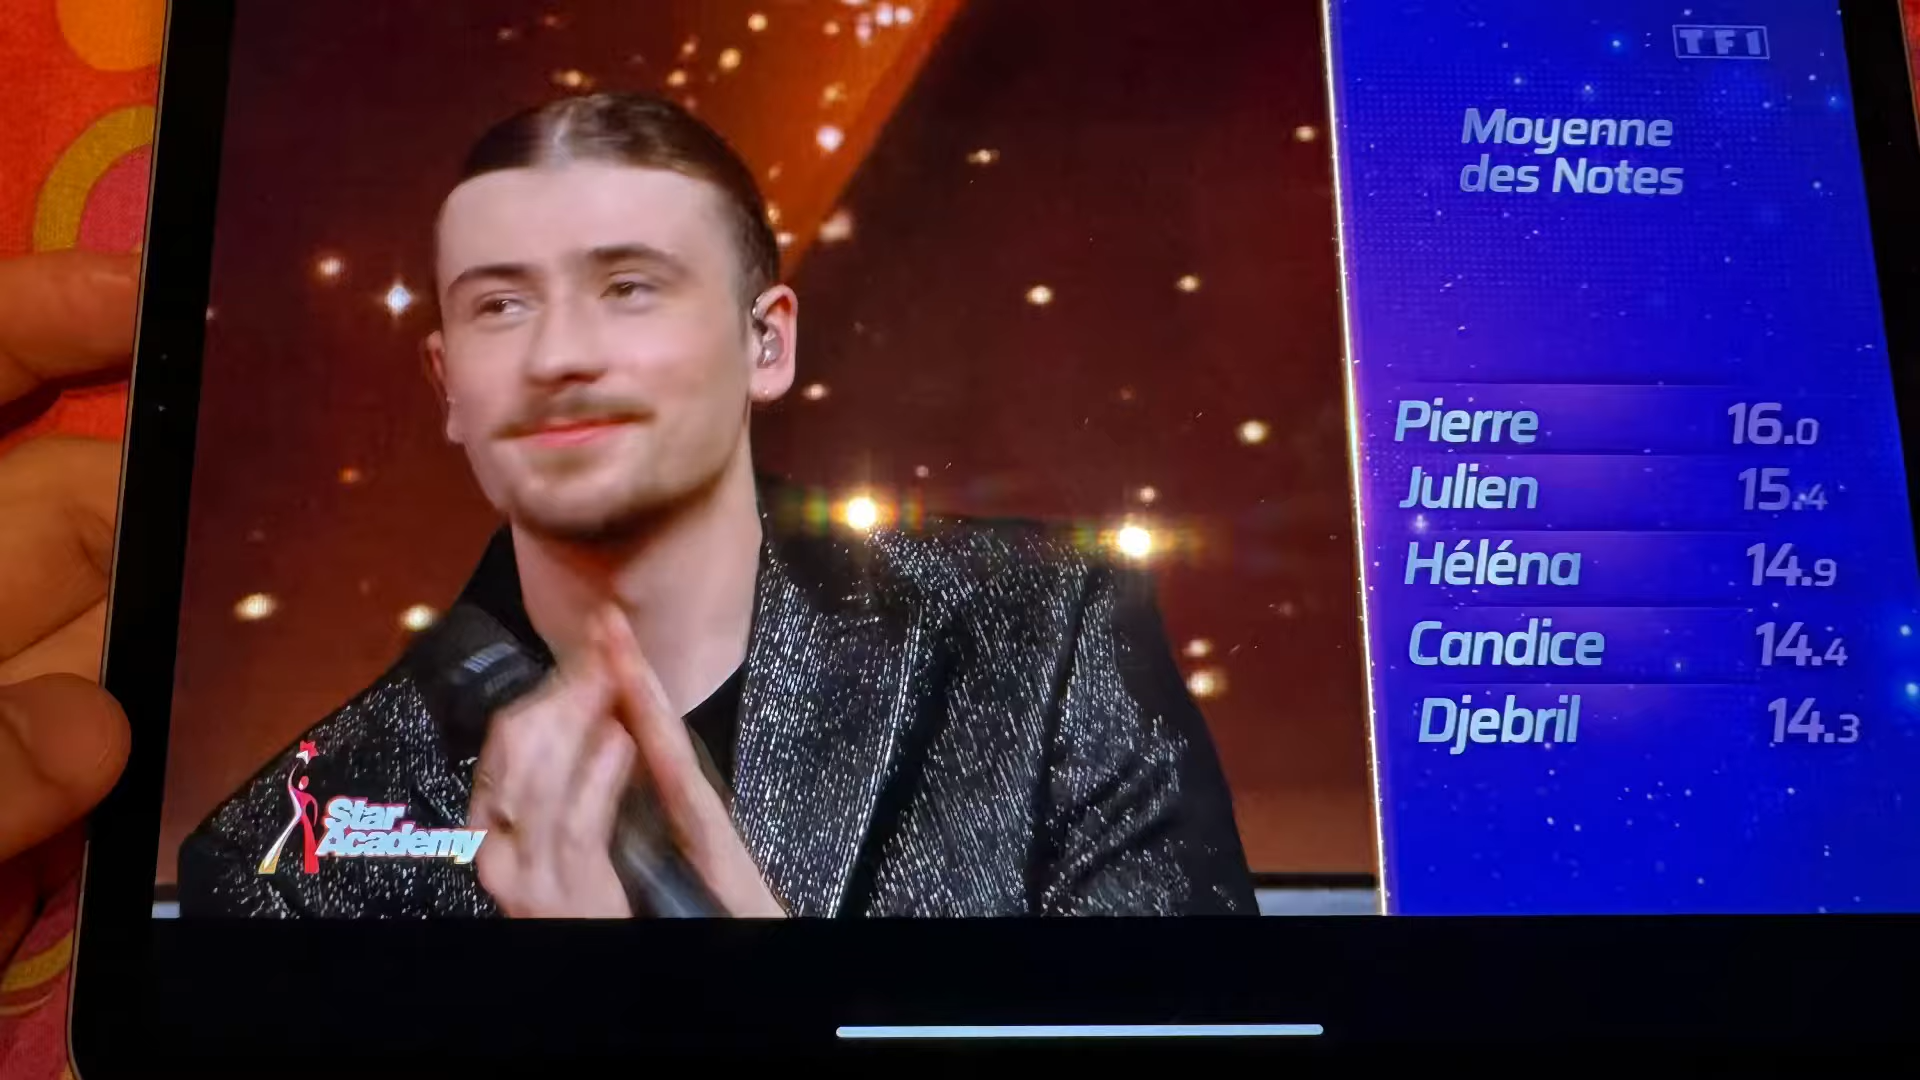 TF1
Moyenne
des Notes
Pierre 16.0
Julien 15.4
Héléna 14.9
Candice 14.4
Djebril 14.3
Star
Academy